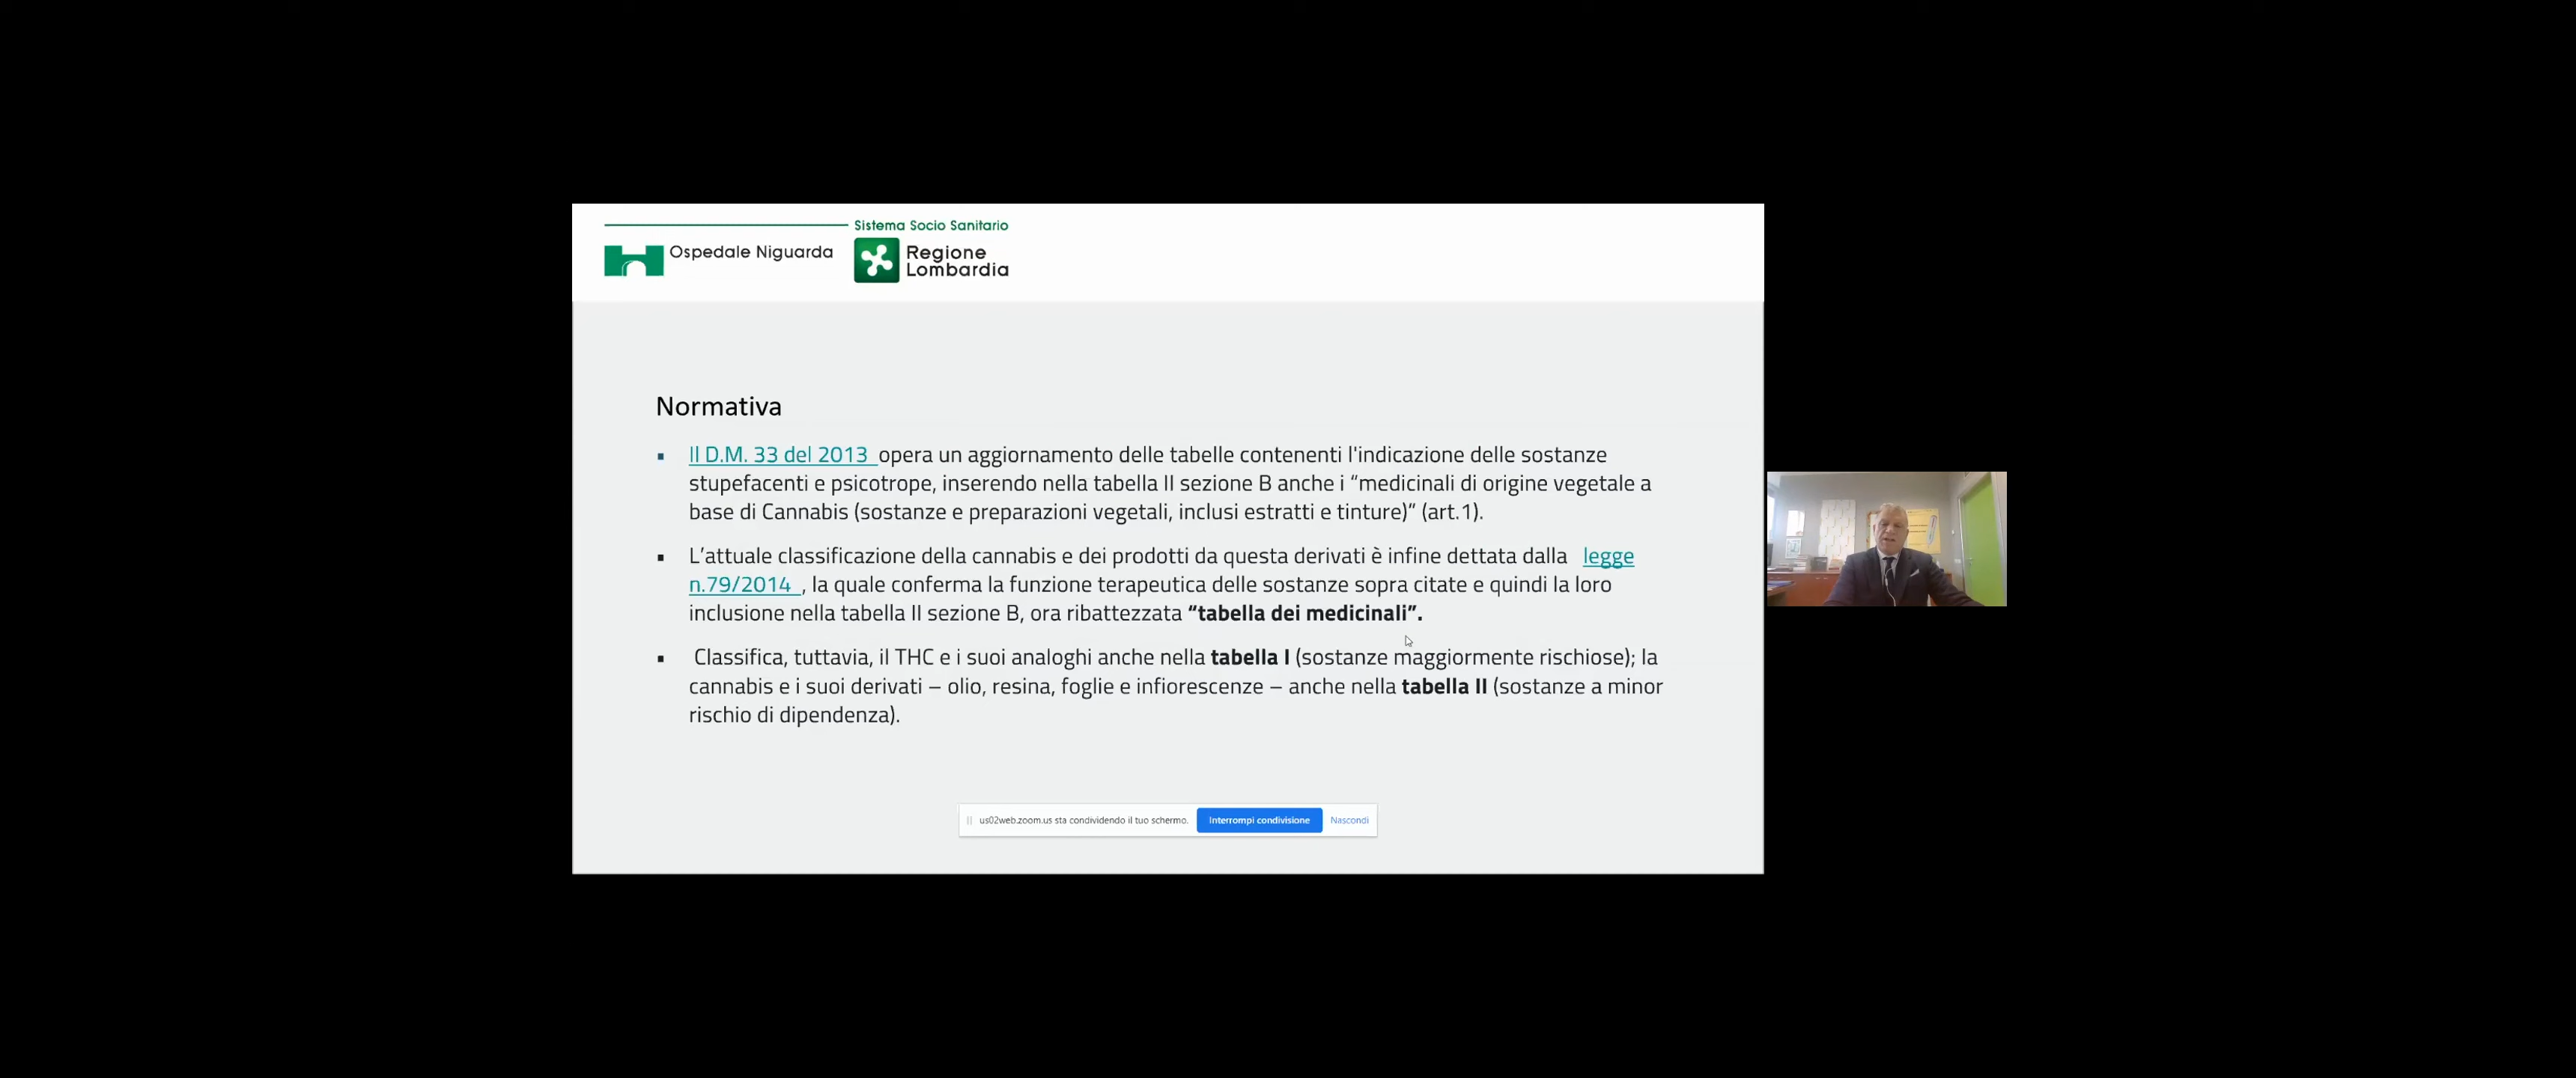 Sistema Socio Sanitario
Ospedale Niguarda
Regione
Lombardia
Normativa
▪ Il D.M. 33 del 2013 opera un aggiornamento delle tabelle contenenti l'indicazione delle sostanze
stupefacenti e psicotrope, inserendo nella tabella II sezione B anche i “medicinali di origine vegetale a
base di Cannabis (sostanze e preparazioni vegetali, inclusi estratti e tinture)” (art.1).
▪ L’attuale classificazione della cannabis e dei prodotti da questa derivati è infine dettata dalla legge
n.79/2014 , la quale conferma la funzione terapeutica delle sostanze sopra citate e quindi la loro
inclusione nella tabella II sezione B, ora ribattezzata “tabella dei medicinali”.
▪ Classifica, tuttavia, il THC e i suoi analoghi anche nella tabella I (sostanze maggiormente rischiose); la
cannabis e i suoi derivati – olio, resina, foglie e infiorescenze – anche nella tabella II (sostanze a minor
rischio di dipendenza).
us02web.zoom.us sta condividendo il tuo schermo. Interrompi condivisione Nascondi